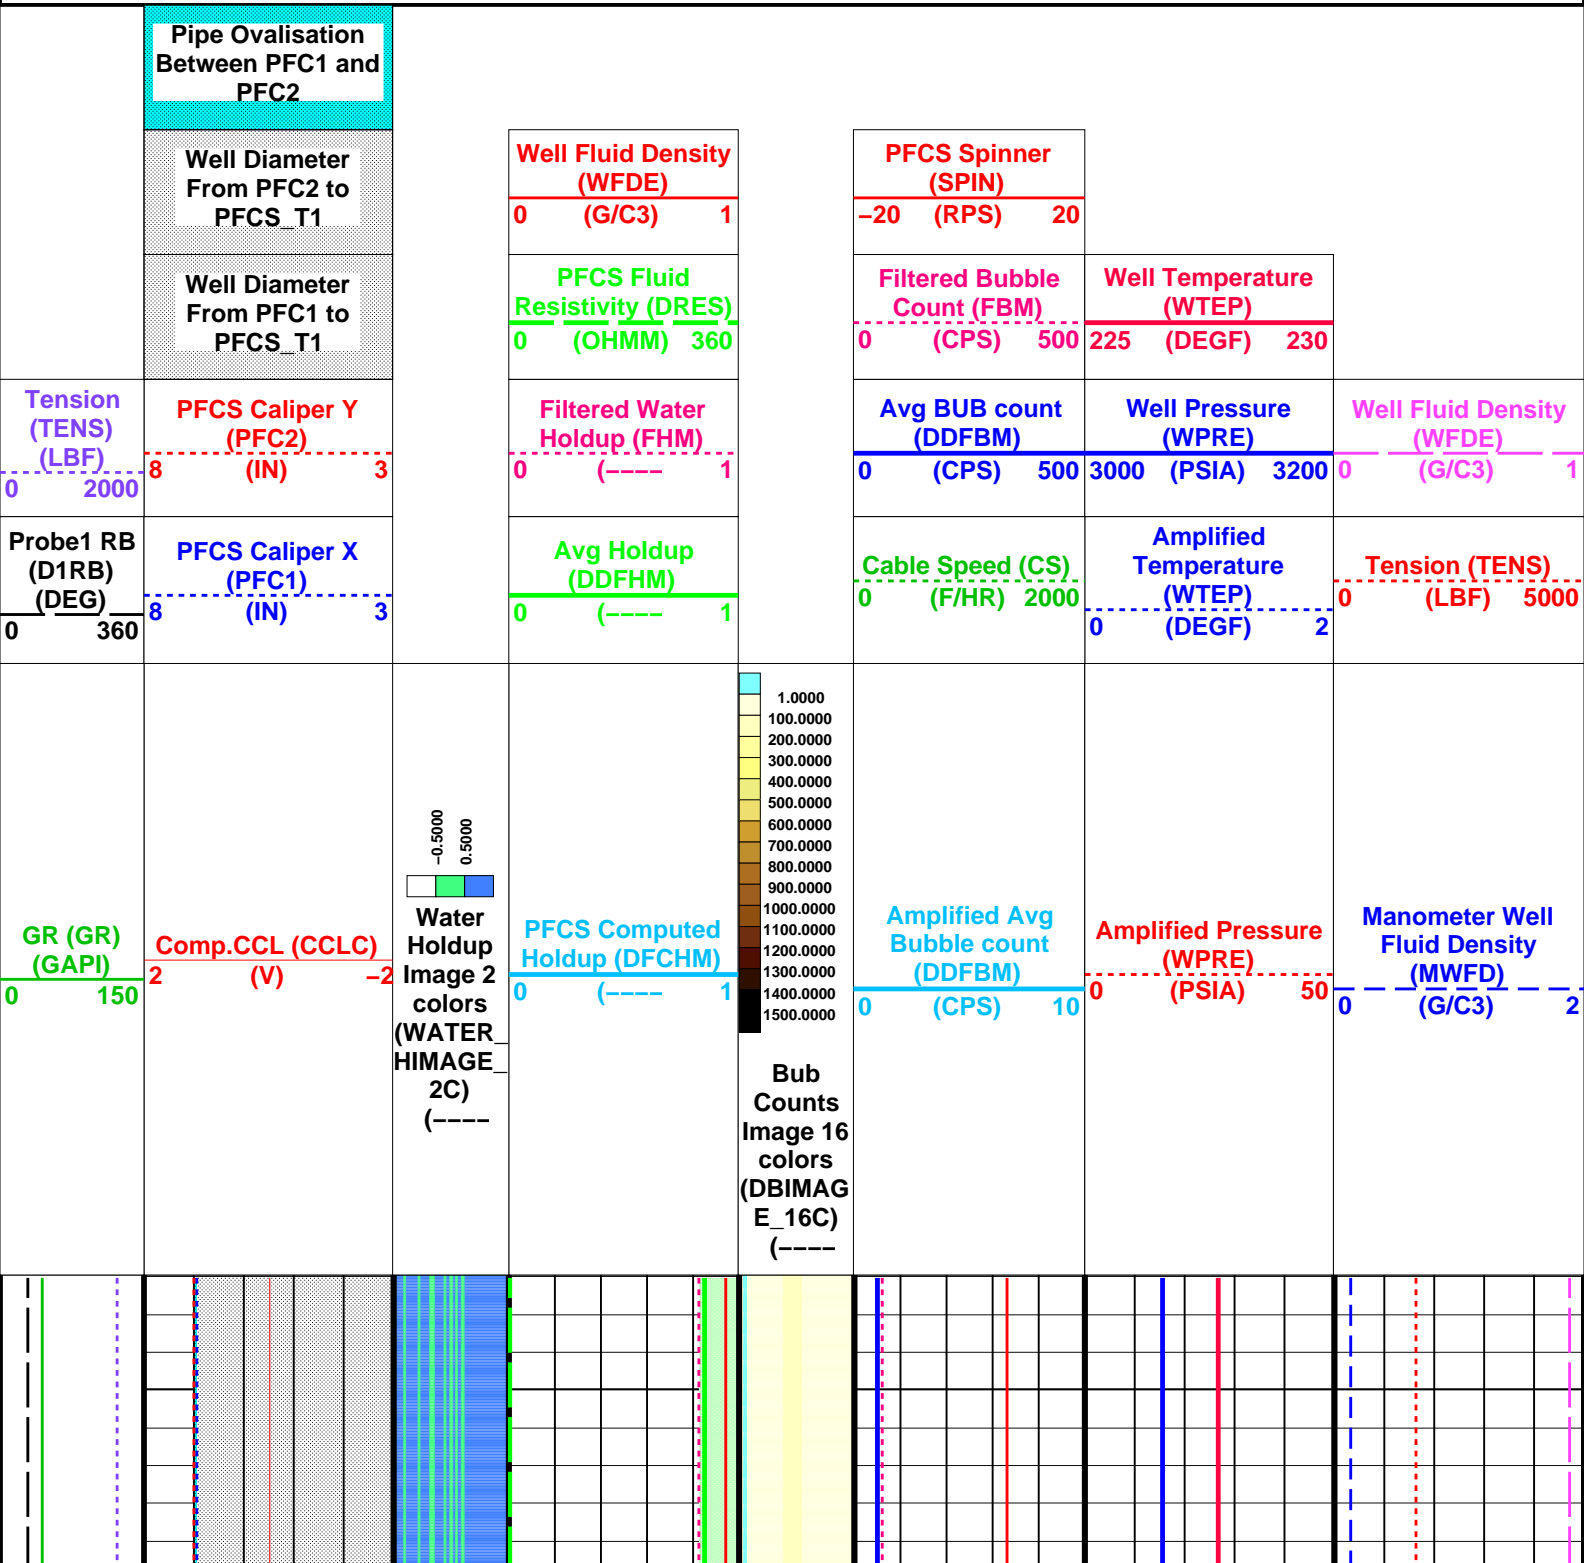 Pipe Ovalisation
Between PFC1 and
PFC2
Well Diameter
From PFC2 to
PFCS_T1
Well Fluid Density
(WFDE)
0 (G/C3) 1
PFCS Spinner
(SPIN)
−20 (RPS) 20
Well Diameter
From PFC1 to
PFCS_T1
PFCS Fluid
Resistivity (DRES)
0 (OHMM) 360
Filtered Bubble
Count (FBM)
0 (CPS) 500
Well Temperature
(WTEP)
225 (DEGF) 230
Tension
(TENS)
(LBF)
0 2000
PFCS Caliper Y
(PFC2)
8 (IN) 3
Filtered Water
Holdup (FHM)
0 (−−−− 1
Avg BUB count
(DDFBM)
0 (CPS) 500
Well Pressure
(WPRE)
3000 (PSIA) 3200
Well Fluid Density
(WFDE)
0 (G/C3) 1
Probe1 RB
(D1RB)
(DEG)
0 360
PFCS Caliper X
(PFC1)
8 (IN) 3
Avg Holdup
(DDFHM)
0 (−−−− 1
Cable Speed (CS)
0 (F/HR) 2000
Amplified
Temperature
(WTEP)
0 (DEGF) 2
Tension (TENS)
0 (LBF) 5000
GR (GR)
(GAPI)
0 150
Comp.CCL (CCLC)
2 (V) −2
−0.5000
0.5000
Water
Holdup
Image 2
colors
(WATER_
HIMAGE_
2C)
(−−−−
PFCS Computed
Holdup (DFCHM)
0 (−−−− 1
1.0000
100.0000
200.0000
300.0000
400.0000
500.0000
600.0000
700.0000
800.0000
900.0000
1000.0000
1100.0000
1200.0000
1300.0000
1400.0000
1500.0000
Bub
Counts
Image 16
colors
(DBIMAG
E_16C)
(−−−−
Amplified Avg
Bubble count
(DDFBM)
0 (CPS) 10
Amplified Pressure
(WPRE)
0 (PSIA) 50
Manometer Well
Fluid Density
(MWFD)
0 (G/C3) 2